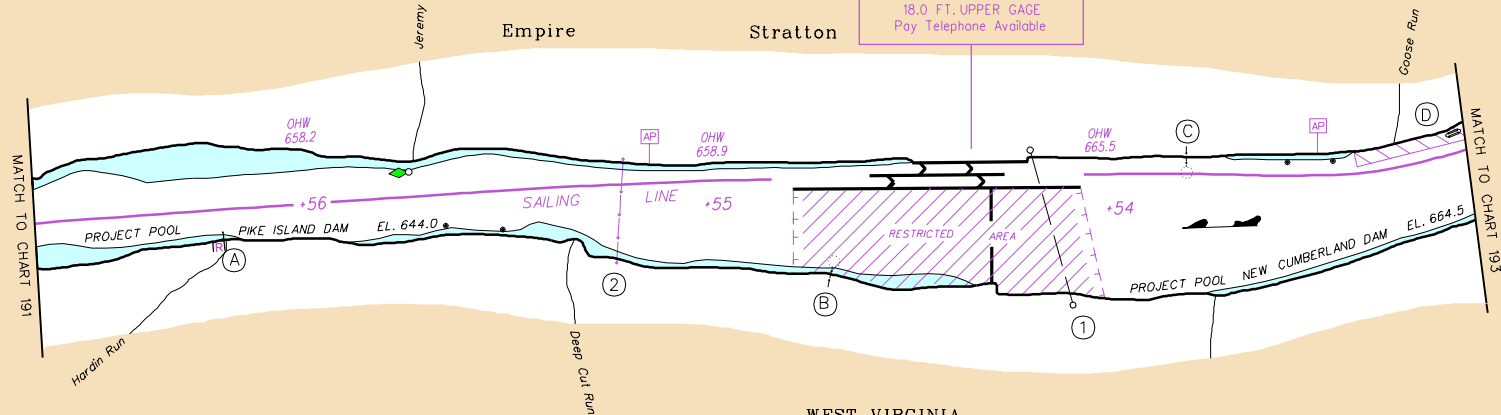 18.0 FT. UPPER GAGE
Pay Telephone Available
Empire
Stratton
Jeremy
Goose Run
OHW
658.2
AP
OHW
658.9
OHW
665.5
C
AP
D
MATCH TO CHART 191
MATCH TO CHART 193
+56
SAILING LINE
+55
+54
PROJECT POOL PIKE ISLAND DAM EL. 644.0
RESTRICTED AREA
PROJECT POOL NEW CUMBERLAND DAM EL. 664.5
R
A
2
B
1
Hardin Run
Deep Cut Run
WEST VIRGINIA